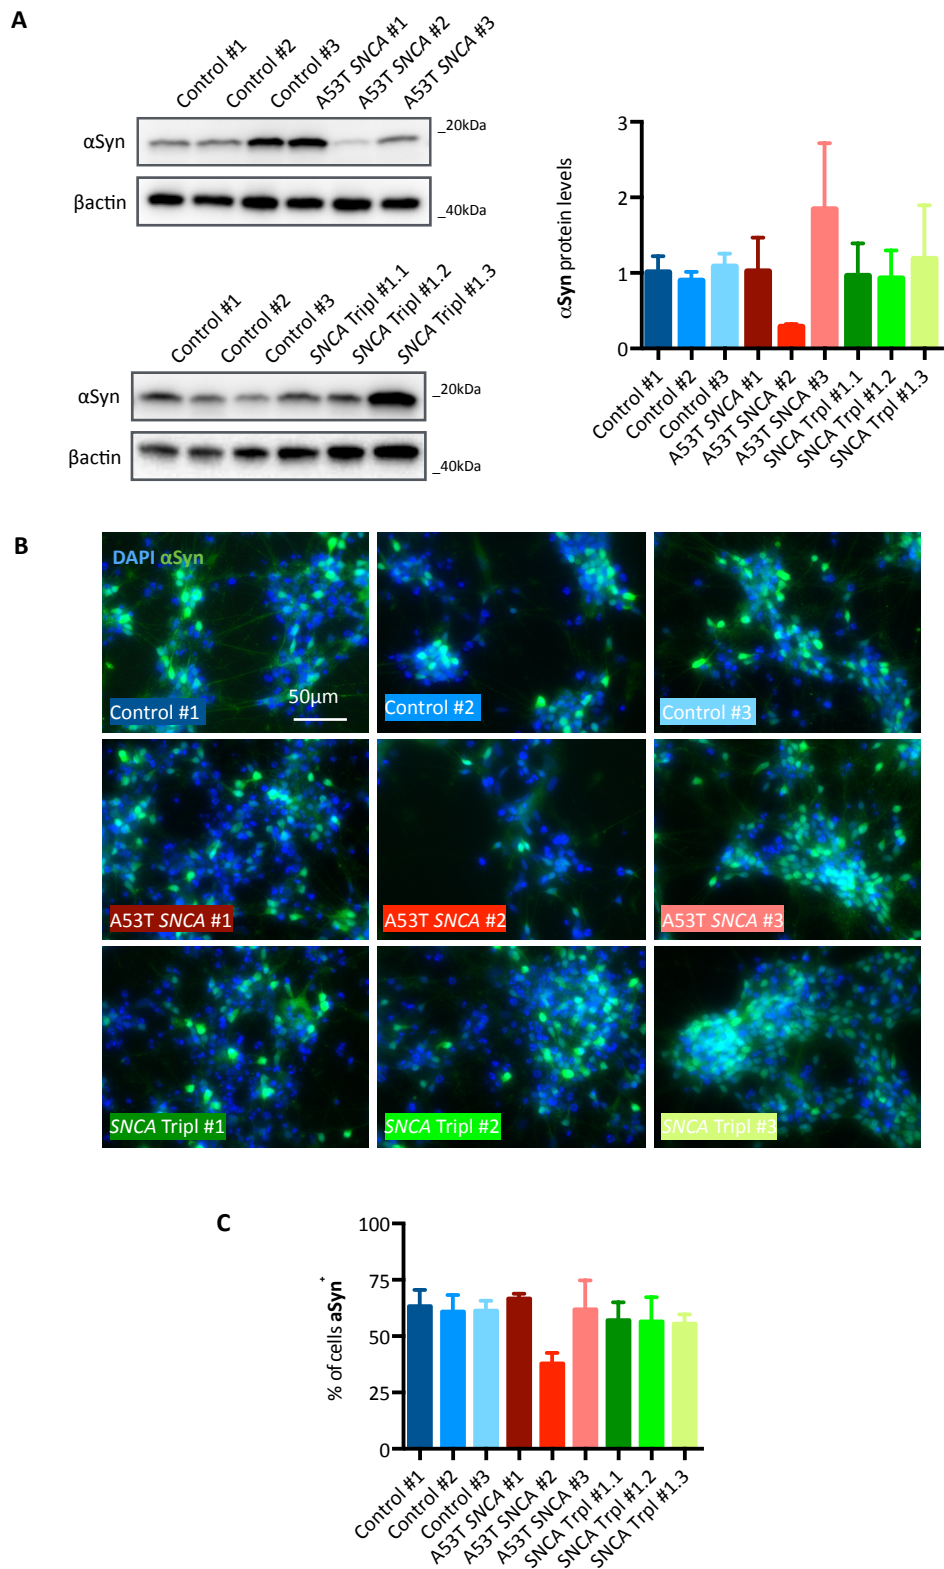 A
Control #1
Control #2
Control #3
A53T SNCA #1
A53T SNCA #2
A53T SNCA #3
αSyn
_20kDa
βactin
_40kDa
Control #1
Control #2
Control #3
SNCA Tripl #1.1
SNCA Tripl #1.2
SNCA Tripl #1.3
αSyn
_20kDa
βactin
_40kDa
αSyn protein levels
3
2
1
0
Control #1
Control #2
Control #3
A53T SNCA #1
A53T SNCA #2
A53T SNCA #3
SNCA Trpl #1.1
SNCA Trpl #1.2
SNCA Trpl #1.3
B
DAPI αSyn
50μm
Control #1
Control #2
Control #3
A53T SNCA #1
A53T SNCA #2
A53T SNCA #3
SNCA Tripl #1
SNCA Tripl #2
SNCA Tripl #3
C
% of cells aSyn+
100
75
50
25
0
Control #1
Control #2
Control #3
A53T SNCA #1
A53T SNCA #2
A53T SNCA #3
SNCA Trpl #1.1
SNCA Trpl #1.2
SNCA Trpl #1.3